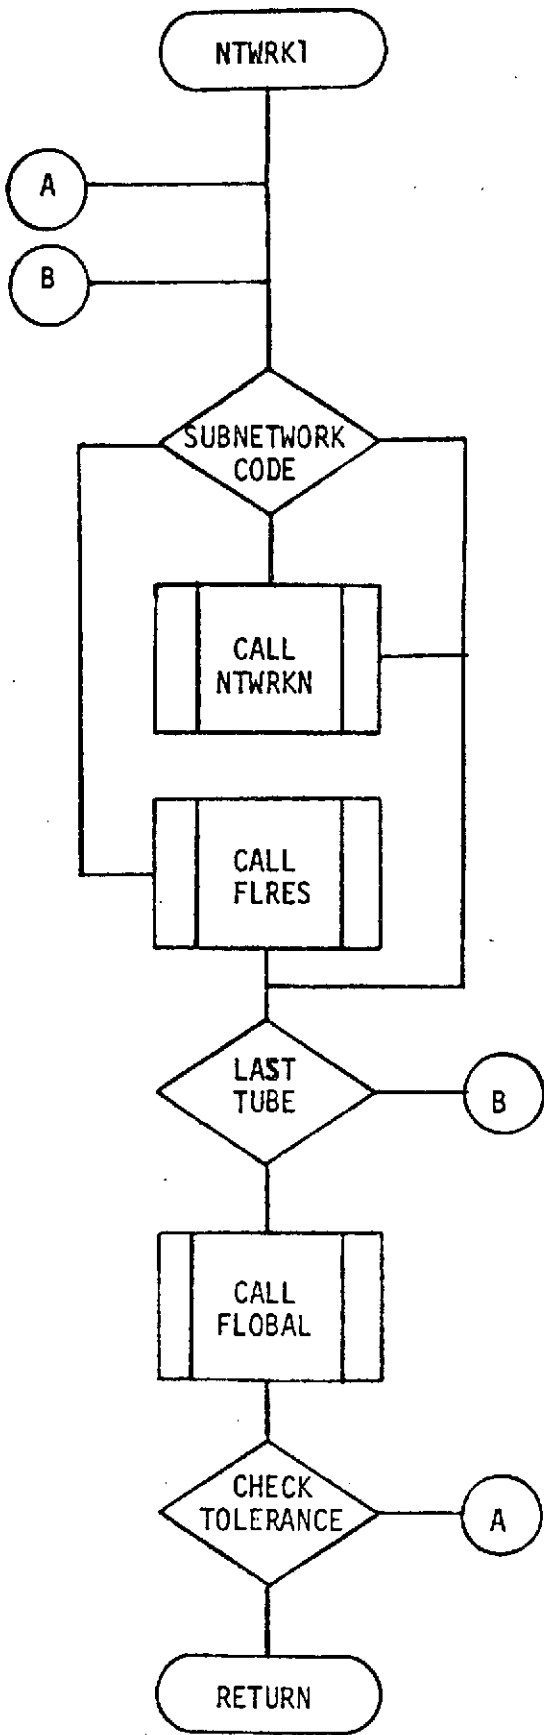 NTWRK1
A
B
SUBNETWORK
CODE
CALL
NTWRKN
CALL
FLRES
LAST
TUBE
B
CALL
FLOBAL
CHECK
TOLERANCE
A
RETURN